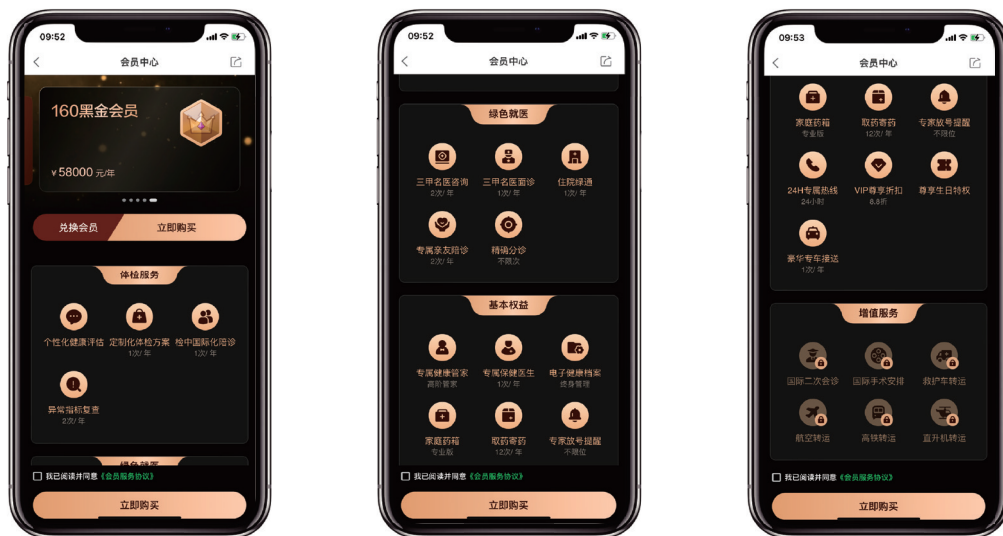 09:52
会员中心
160黑金会员
¥58000 元/年
兑换会员
立即购买
体检服务
个性化健康评估
定制化体检方案
1次/年
检中国际化陪诊
1次/年
异常指标复查
2次/年
绿色就医
我已阅读并同意《会员服务协议》
立即购买
09:52
会员中心
绿色就医
三甲名医咨询
2次/年
三甲名医面诊
1次/年
住院绿通
1次/年
专属亲友陪诊
2次/年
精确分诊
不限次
基本权益
专属健康管家
高阶管家
专属保健医生
1次/年
电子健康档案
终身管理
家庭药箱
专业版
取药寄药
12次/年
专家放号提醒
不限位
我已阅读并同意《会员服务协议》
立即购买
09:53
会员中心
家庭药箱
专业版
取药寄药
12次/年
专家放号提醒
不限位
24H专属热线
24小时
VIP尊享折扣
8.8折
尊享生日特权
豪华专车接送
1次/年
增值服务
国际二次会诊
国际手术安排
救护车转运
航空转运
高铁转运
直升机转运
我已阅读并同意《会员服务协议》
立即购买